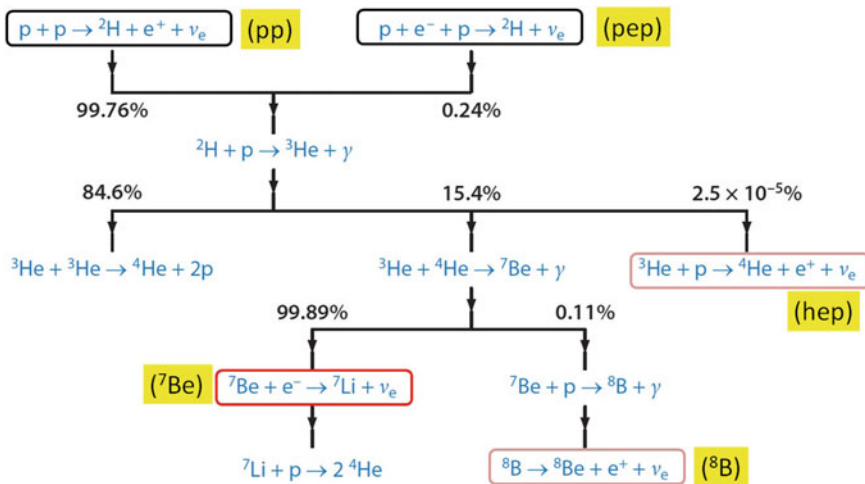 p + p → ²H + e⁺ + νₑ (pp) p + e⁻ + p → ²H + νₑ (pep)
99.76% 0.24%
²H + p → ³He + γ
84.6% 15.4% 2.5 × 10⁻⁵%
³He + ³He → ⁴He + 2p ³He + ⁴He → ⁷Be + γ ³He + p → ⁴He + e⁺ + νₑ
(hep)
99.89% 0.11%
(⁷Be) ⁷Be + e⁻ → ⁷Li + νₑ ⁷Be + p → ⁸B + γ
⁷Li + p → 2 ⁴He ⁸B → ⁸Be + e⁺ + νₑ (⁸B)